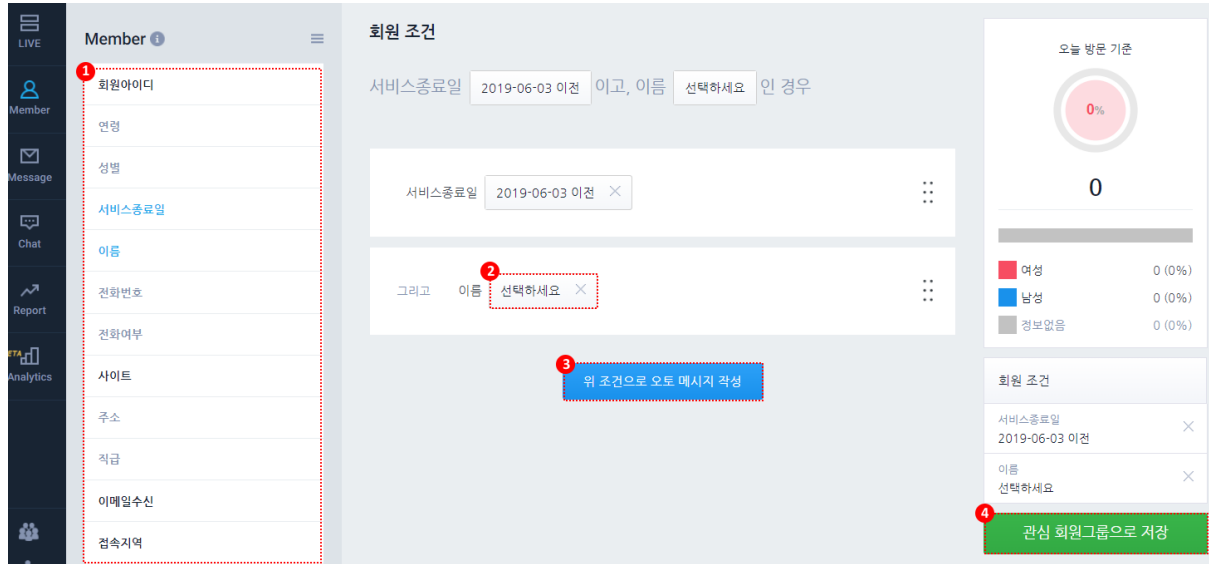 LIVE
Member
Message
Chat
Report
ETA
Analytics
Member
1
회원아이디
연령
성별
서비스종료일
이름
전화번호
전화여부
사이트
주소
직급
이메일수신
접속지역
회원 조건
서비스종료일 2019-06-03 이전 이고, 이름 선택하세요 인 경우
서비스종료일 2019-06-03 이전
2
그리고 이름 선택하세요
3
위 조건으로 오토 메시지 작성
오늘 방문 기준
0%
0
여성 0 (0%)
남성 0 (0%)
정보없음 0 (0%)
회원 조건
서비스종료일
2019-06-03 이전
이름
선택하세요
4
관심 회원그룹으로 저장